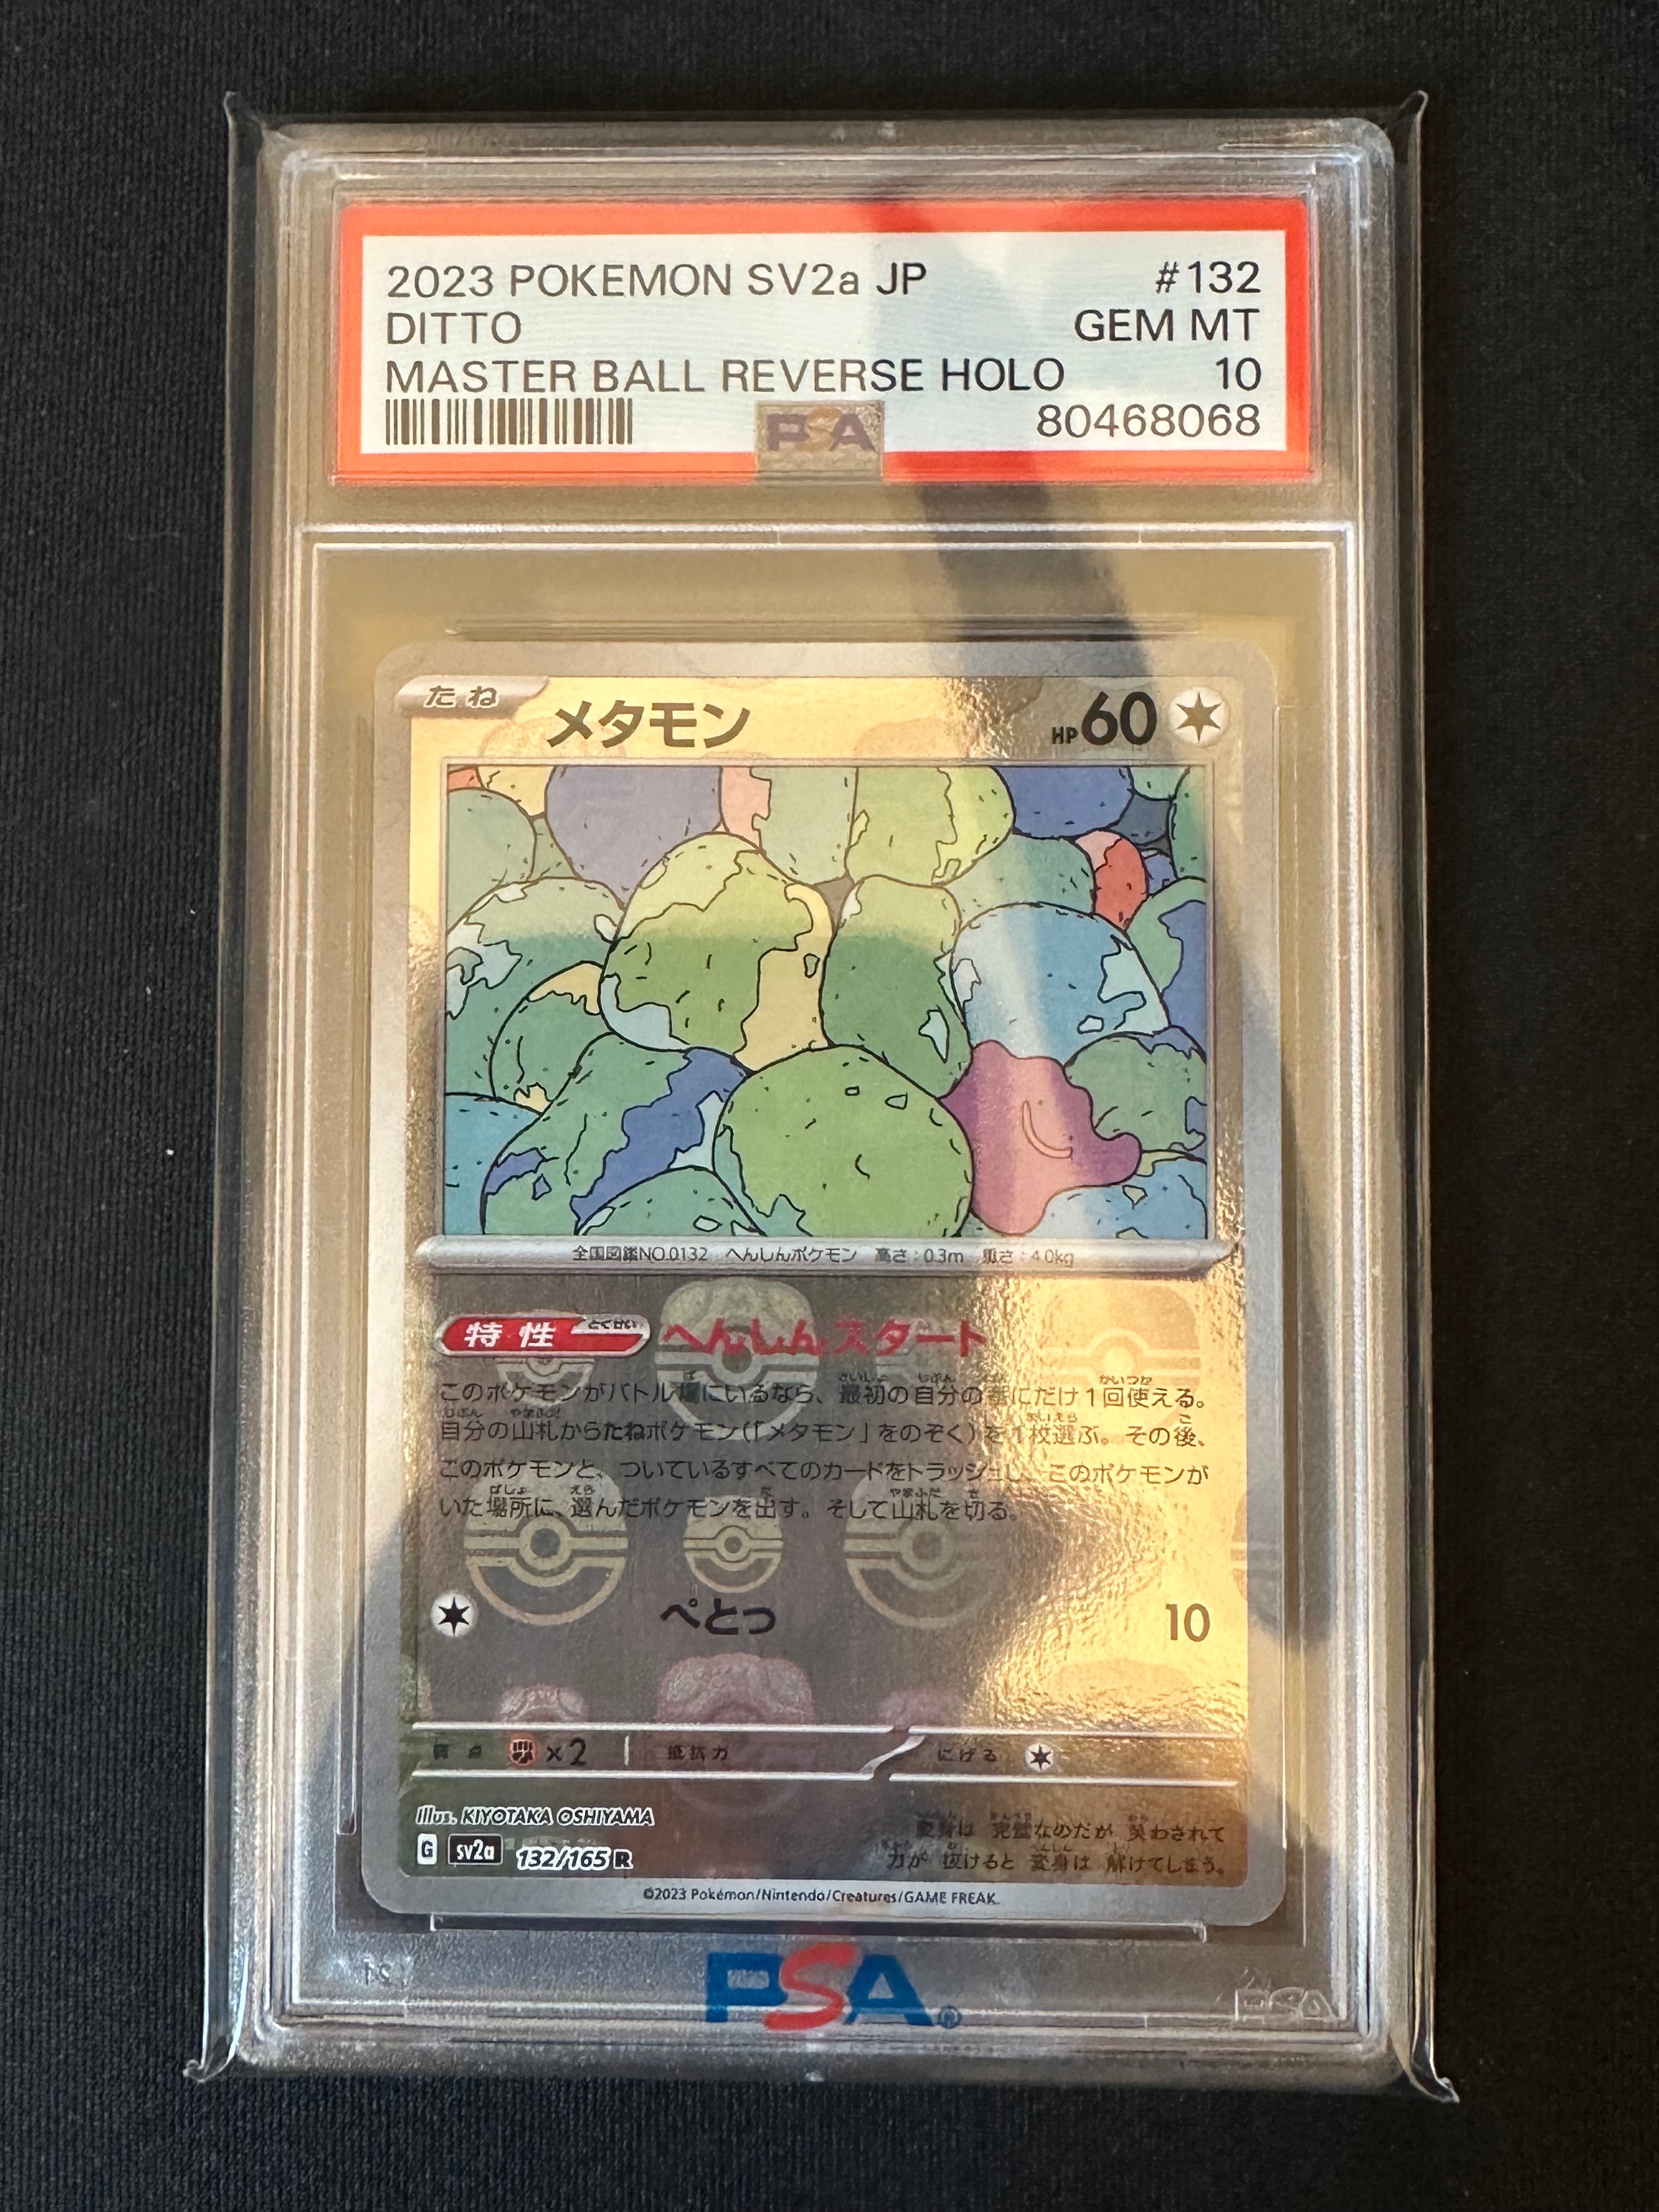 2023 POKEMON SV2a JP #132
DITTO GEM MT
MASTER BALL REVERSE HOLO 10
PSA 80468068
たね メタモン HP 60
全国図鑑NO.0132 へんしんポケモン 高さ:0.3m 重さ:4.0kg
特性 とくせい へんしんスタート
このポケモンがバトル場にいるなら、最初の自分の番にだけ1回使える。
自分の山札からたねポケモン(「メタモン」をのぞく)を1枚選ぶ。その後、
このポケモンと、ついているすべてのカードをトラッシュし、このポケモンが
いた場所に、選んだポケモンを出す。そして山札を切る。
ぺとっ 10
弱点 ×2 抵抗力 にげる
Illus. KIYOTAKA OSHIYAMA
G sv2a 132/165 R
変身は 完璧なのだが 笑わされて
力が 抜けると 変身は 解けてしまう。
©2023 Pokémon/Nintendo/Creatures/GAME FREAK.
PSA®
PSA